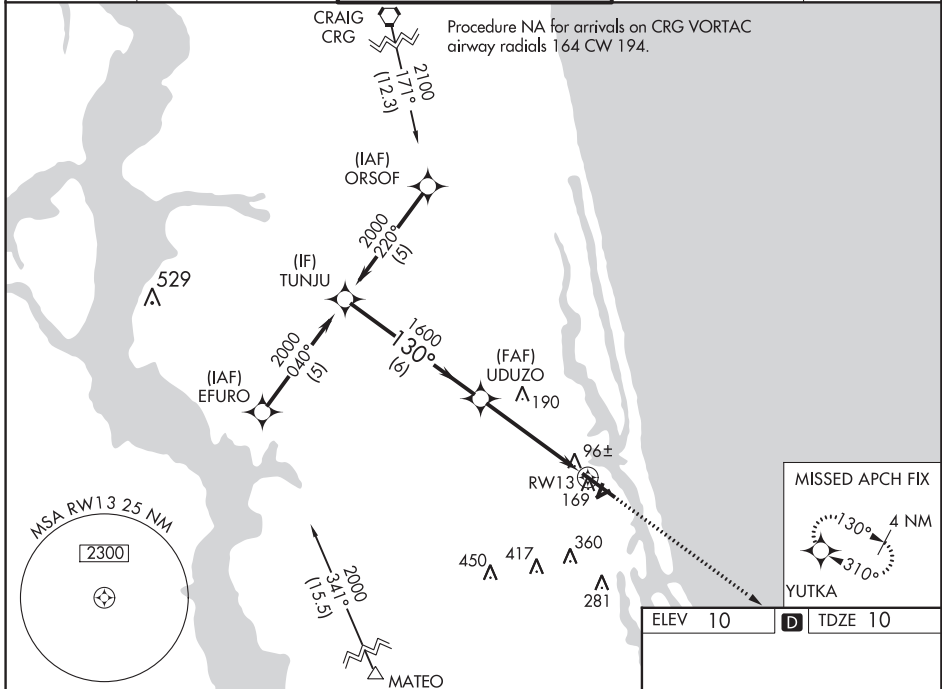 CRAIG
CRG
Procedure NA for arrivals on CRG VORTAC
airway radials 164 CW 194.
2100
171°
(12.3)
(IAF)
ORSOF
2000
220°
(5)
(IF)
TUNJU
529
1600
130°
(6)
2000
040°
(5)
(IAF)
EFURO
(FAF)
UDUZO
190
96±
RW13
169
MISSED APCH FIX
130°
4 NM
310°
YUTKA
MSA RW13 25 NM
2300
450
417
360
281
2000
341°
(15.5)
MATEO
ELEV 10
D
TDZE 10